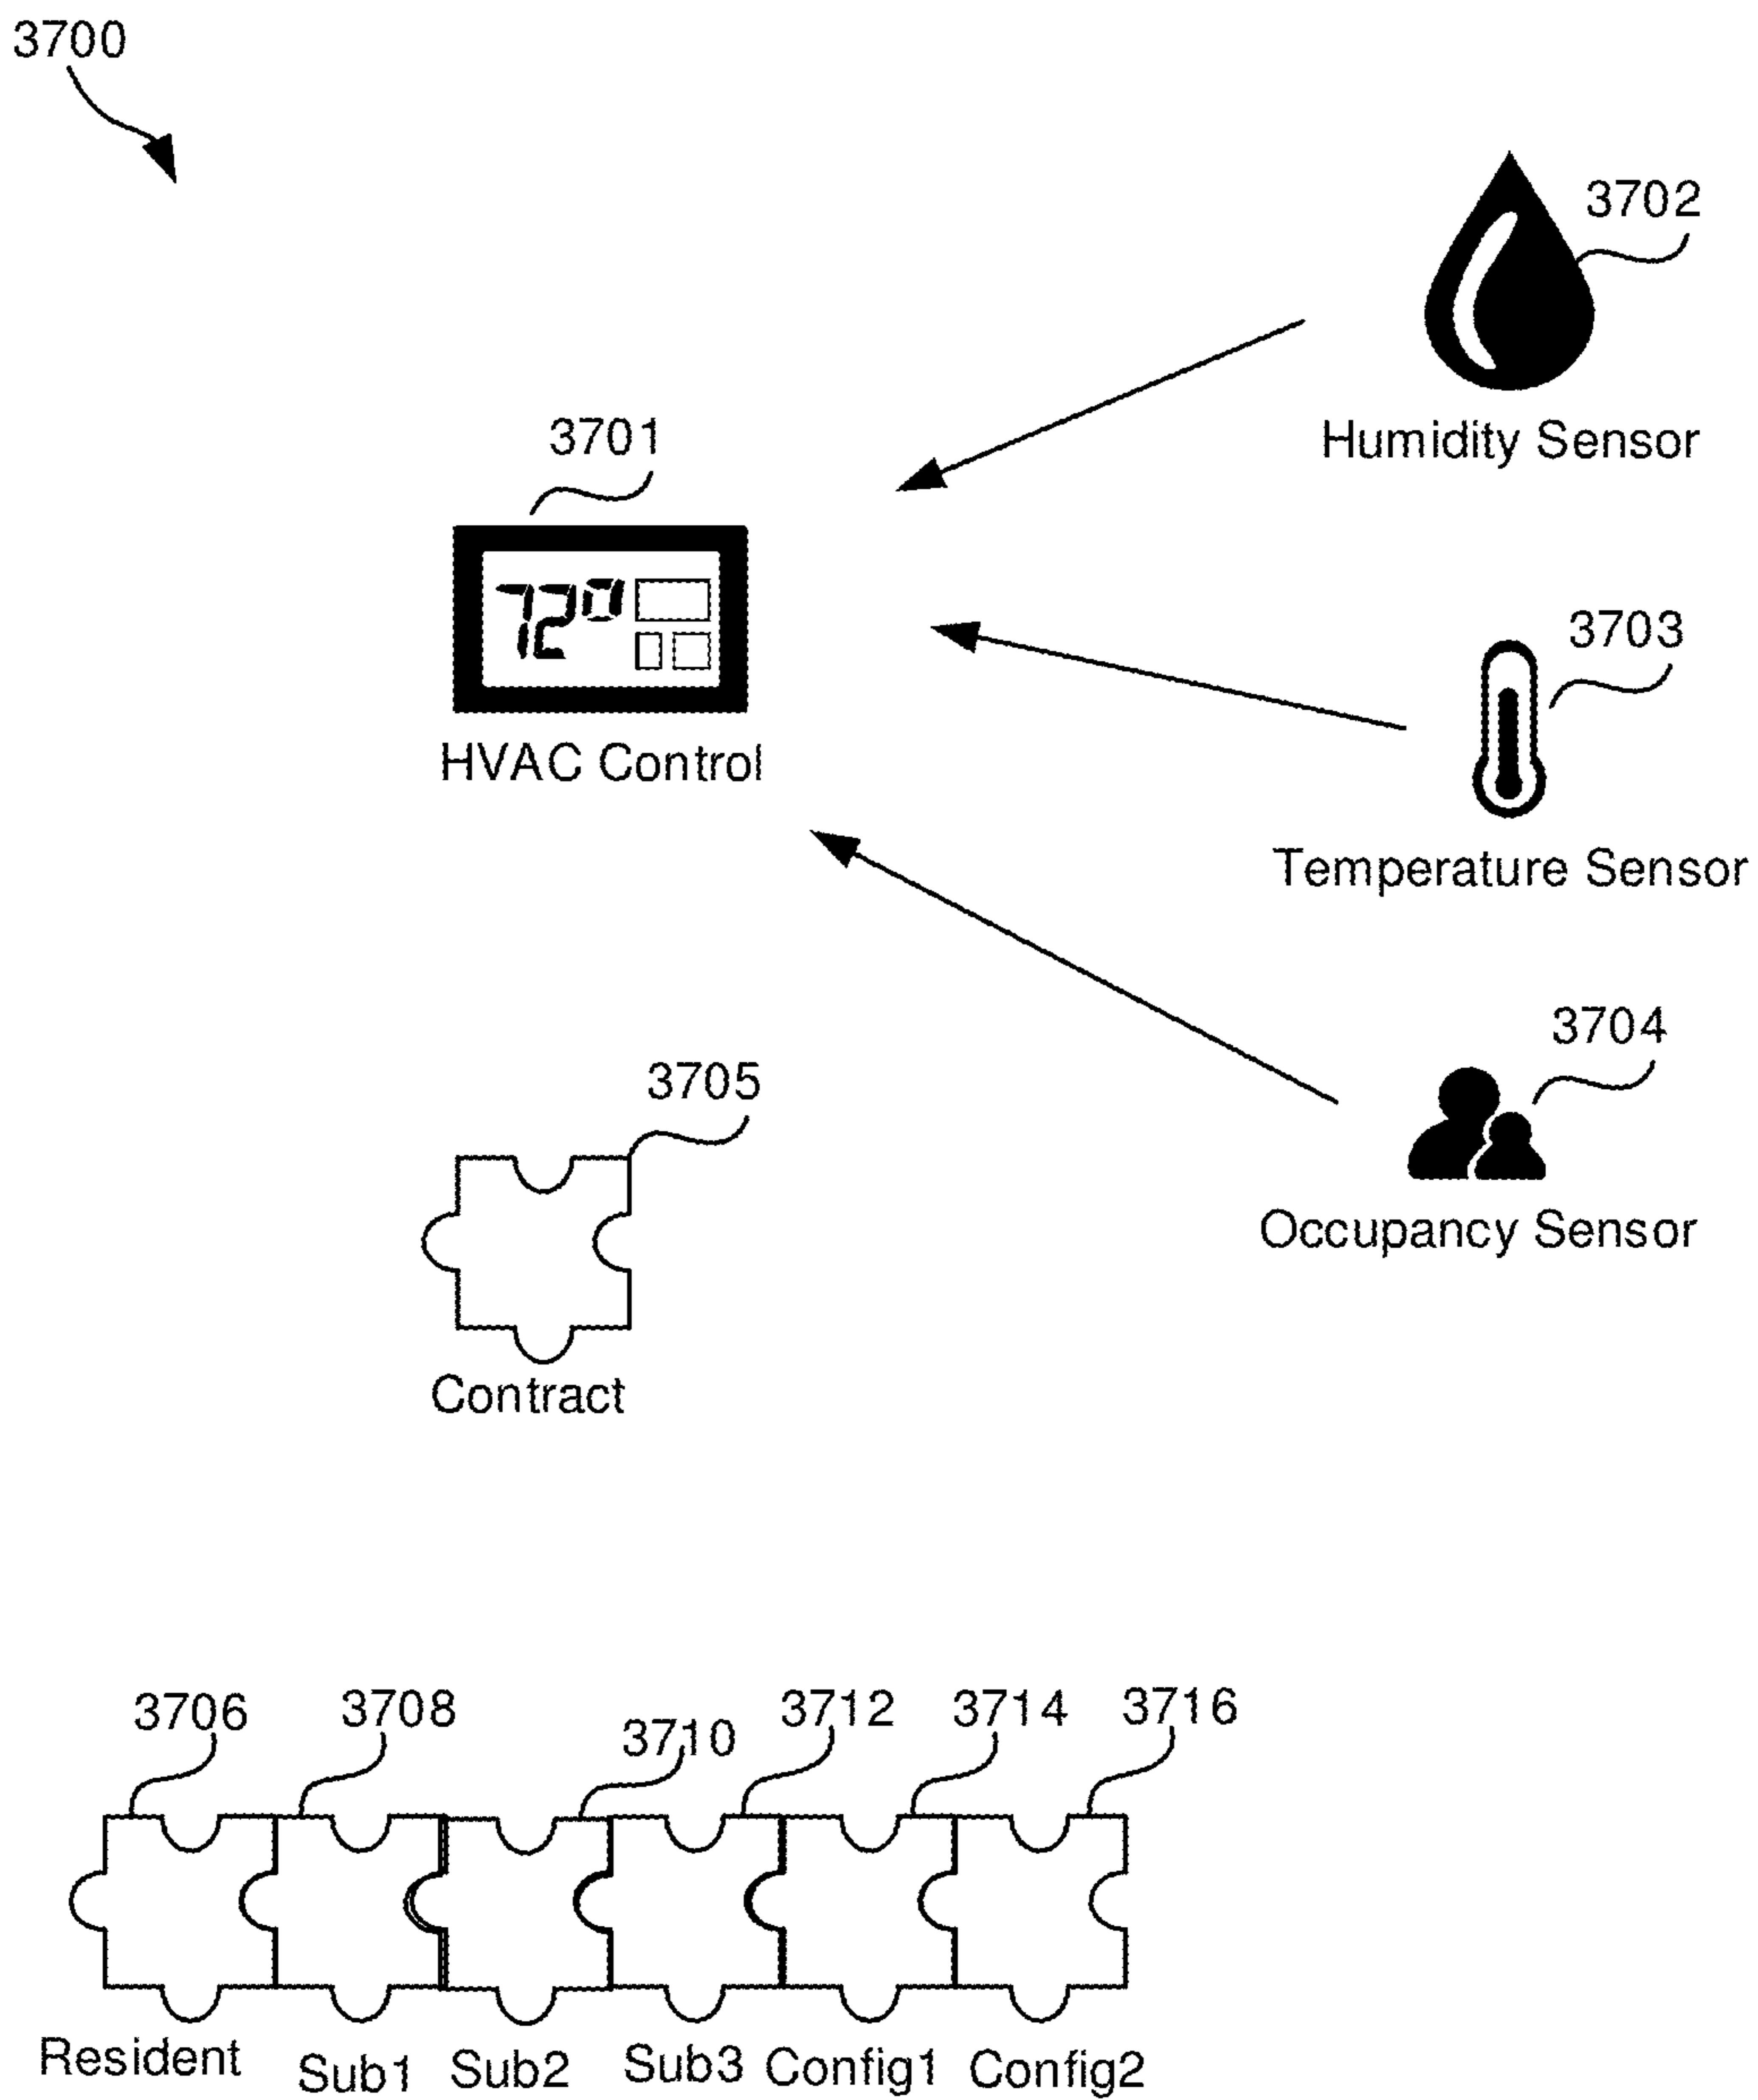 3700
3702
Humidity Sensor
3701
72°
HVAC Control
3703
Temperature Sensor
3704
Occupancy Sensor
3705
Contract
3706 3708 3710 3712 3714 3716
Resident Sub1 Sub2 Sub3 Config1 Config2